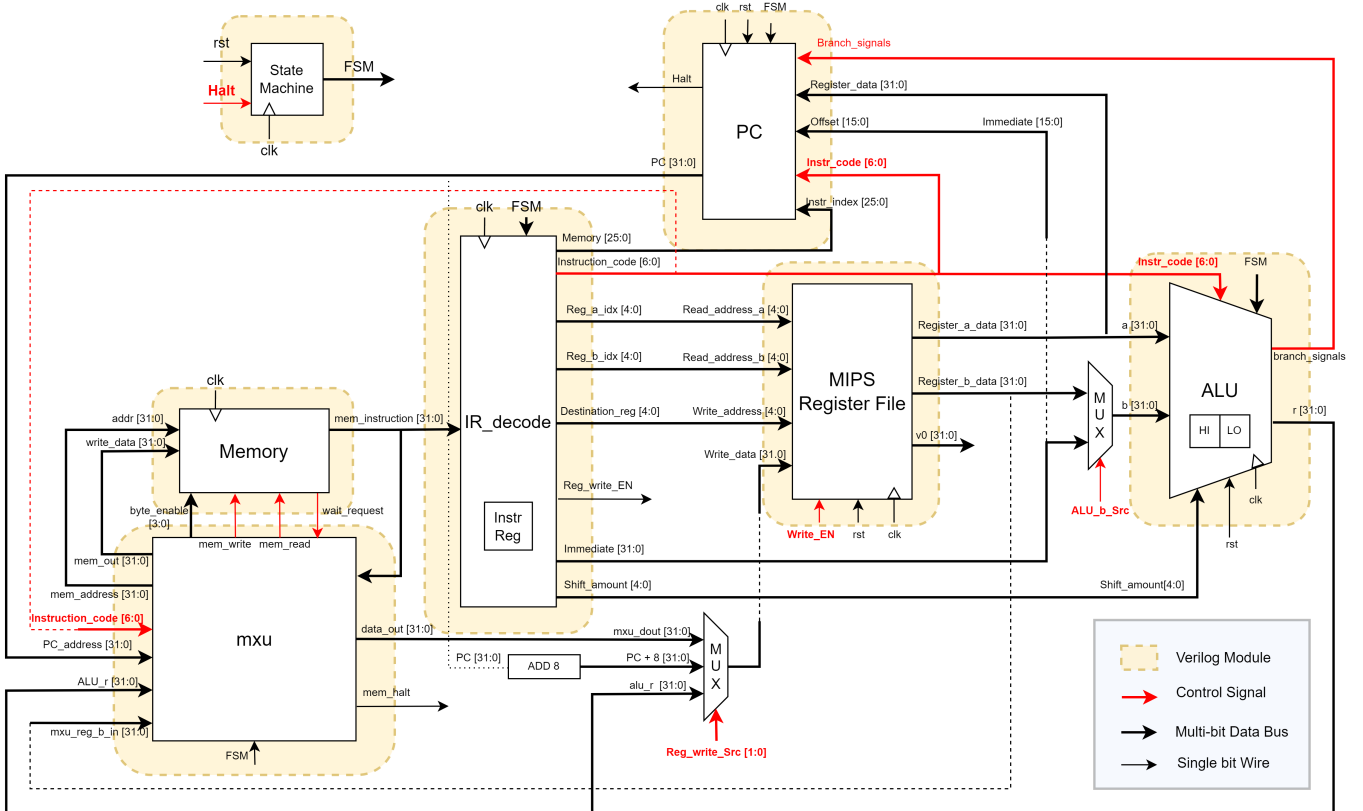 rst
Halt
State
Machine
FSM
clk
clk
rst
FSM
Branch_signals
Halt
Register_data [31:0]
PC
Offset [15:0]
Immediate [15:0]
PC [31:0]
Instr_code [6:0]
Instr_index [25:0]
clk
FSM
Memory [25:0]
Instruction_code [6:0]
Reg_a_idx [4:0]
Reg_b_idx [4:0]
IR_decode
Destination_reg [4:0]
Reg_write_EN
Instr
Reg
Immediate [31:0]
Shift_amount [4:0]
Read_address_a [4:0]
Read_address_b [4:0]
Write_address [4:0]
Write_data [31.0]
MIPS
Register File
Register_a_data [31:0]
Register_b_data [31:0]
v0 [31:0]
Write_EN
rst
clk
Instr_code [6:0]
FSM
a [31:0]
branch_signals
M
U
X
b [31:0]
ALU
HI
LO
r [31:0]
ALU_b_Src
clk
rst
Shift_amount[4:0]
clk
addr [31:0]
write_data [31:0]
Memory
mem_instruction [31:0]
byte_enable
[3:0]
mem_write
mem_read
wait_request
mem_out [31:0]
mem_address [31:0]
Instruction_code [6:0]
PC_address [31:0]
ALU_r [31:0]
mxu_reg_b_in [31:0]
mxu
data_out [31:0]
mem_halt
FSM
PC [31:0]
ADD 8
mxu_dout [31:0]
PC + 8 [31:0]
alu_r [31:0]
M
U
X
Reg_write_Src [1:0]
Verilog Module
Control Signal
Multi-bit Data Bus
Single bit Wire